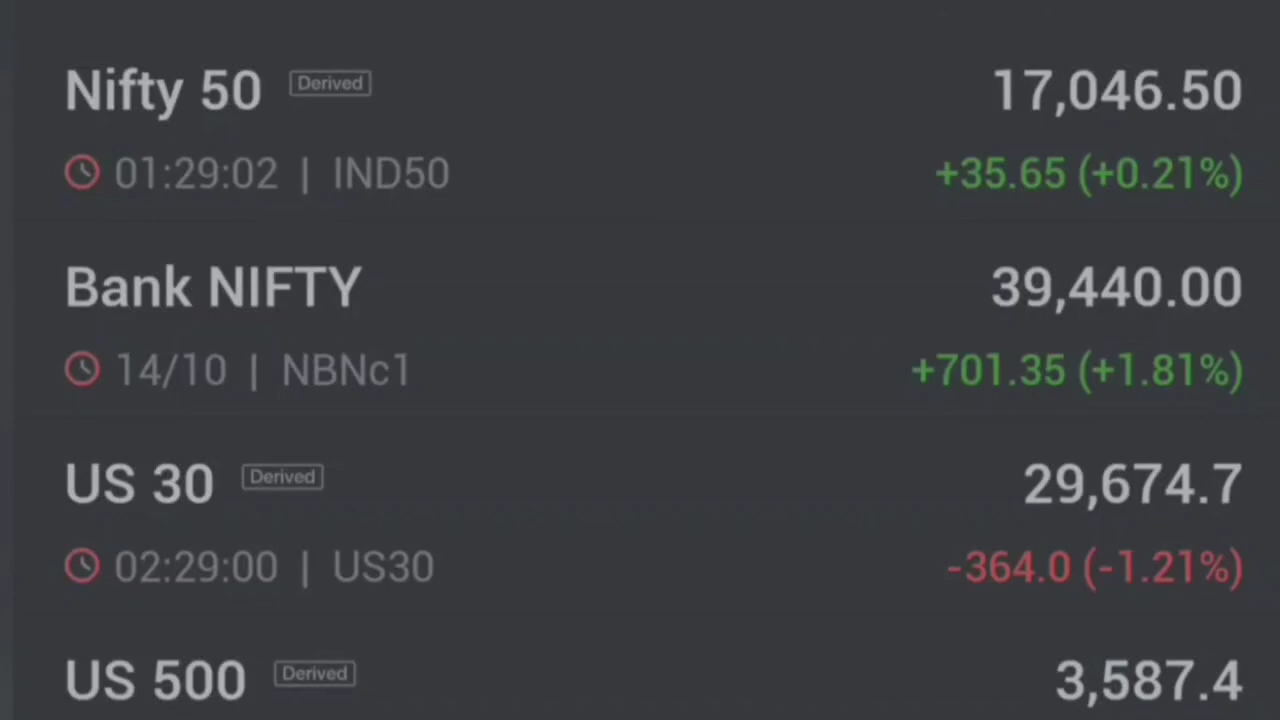 Nifty 50 Derived 17,046.50
01:29:02 | IND50 +35.65 (+0.21%)
Bank NIFTY 39,440.00
14/10 | NBNc1 +701.35 (+1.81%)
US 30 Derived 29,674.7
02:29:00 | US30 -364.0 (-1.21%)
US 500 Derived 3,587.4